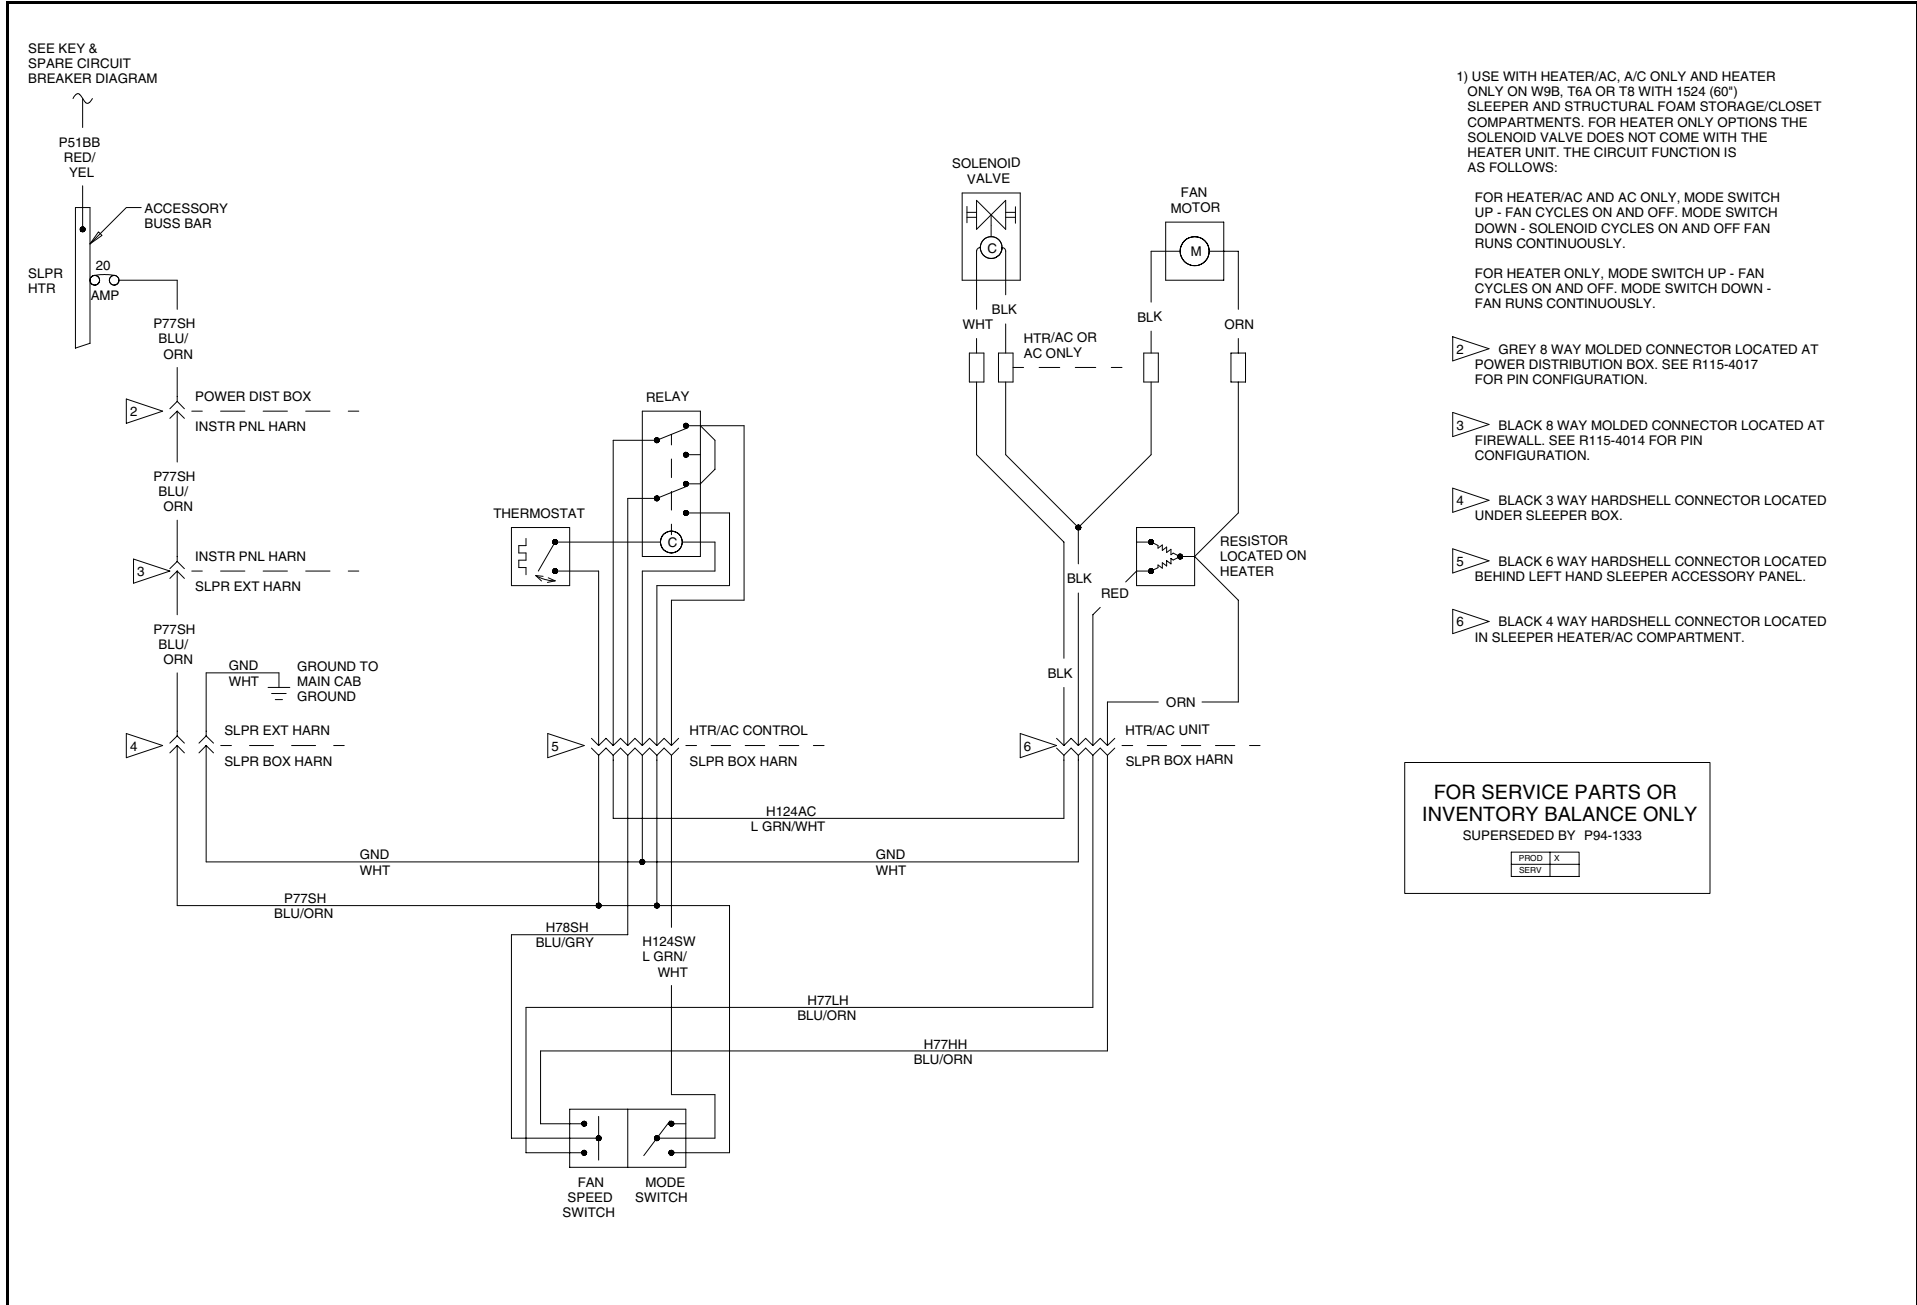 SEE KEY &
SPARE CIRCUIT
BREAKER DIAGRAM
P51BB
RED/
YEL
ACCESSORY
BUSS BAR
SLPR
HTR
20
AMP
P77SH
BLU/
ORN
2
POWER DIST BOX
INSTR PNL HARN
P77SH
BLU/
ORN
3
INSTR PNL HARN
SLPR EXT HARN
P77SH
BLU/
ORN
GND
WHT
GROUND TO
MAIN CAB
GROUND
4
SLPR EXT HARN
SLPR BOX HARN
RELAY
C
THERMOSTAT
5
HTR/AC CONTROL
SLPR BOX HARN
SOLENOID
VALVE
C
FAN
MOTOR
M
WHT
BLK
BLK
ORN
HTR/AC OR
AC ONLY
RESISTOR
LOCATED ON
HEATER
BLK
RED
BLK
ORN
6
HTR/AC UNIT
SLPR BOX HARN
H124AC
L GRN/WHT
GND
WHT
GND
WHT
P77SH
BLU/ORN
H78SH
BLU/GRY
H124SW
L GRN/
WHT
H77LH
BLU/ORN
H77HH
BLU/ORN
FAN
SPEED
SWITCH
MODE
SWITCH
1) USE WITH HEATER/AC, A/C ONLY AND HEATER
ONLY ON W9B, T6A OR T8 WITH 1524 (60")
SLEEPER AND STRUCTURAL FOAM STORAGE/CLOSET
COMPARTMENTS. FOR HEATER ONLY OPTIONS THE
SOLENOID VALVE DOES NOT COME WITH THE
HEATER UNIT. THE CIRCUIT FUNCTION IS
AS FOLLOWS:
FOR HEATER/AC AND AC ONLY, MODE SWITCH
UP - FAN CYCLES ON AND OFF. MODE SWITCH
DOWN - SOLENOID CYCLES ON AND OFF FAN
RUNS CONTINUOUSLY.
FOR HEATER ONLY, MODE SWITCH UP - FAN
CYCLES ON AND OFF. MODE SWITCH DOWN -
FAN RUNS CONTINUOUSLY.
2 GREY 8 WAY MOLDED CONNECTOR LOCATED AT
POWER DISTRIBUTION BOX. SEE R115-4017
FOR PIN CONFIGURATION.
3 BLACK 8 WAY MOLDED CONNECTOR LOCATED AT
FIREWALL. SEE R115-4014 FOR PIN
CONFIGURATION.
4 BLACK 3 WAY HARDSHELL CONNECTOR LOCATED
UNDER SLEEPER BOX.
5 BLACK 6 WAY HARDSHELL CONNECTOR LOCATED
BEHIND LEFT HAND SLEEPER ACCESSORY PANEL.
6 BLACK 4 WAY HARDSHELL CONNECTOR LOCATED
IN SLEEPER HEATER/AC COMPARTMENT.
FOR SERVICE PARTS OR
INVENTORY BALANCE ONLY
SUPERSEDED BY P94-1333
PROD X
SERV